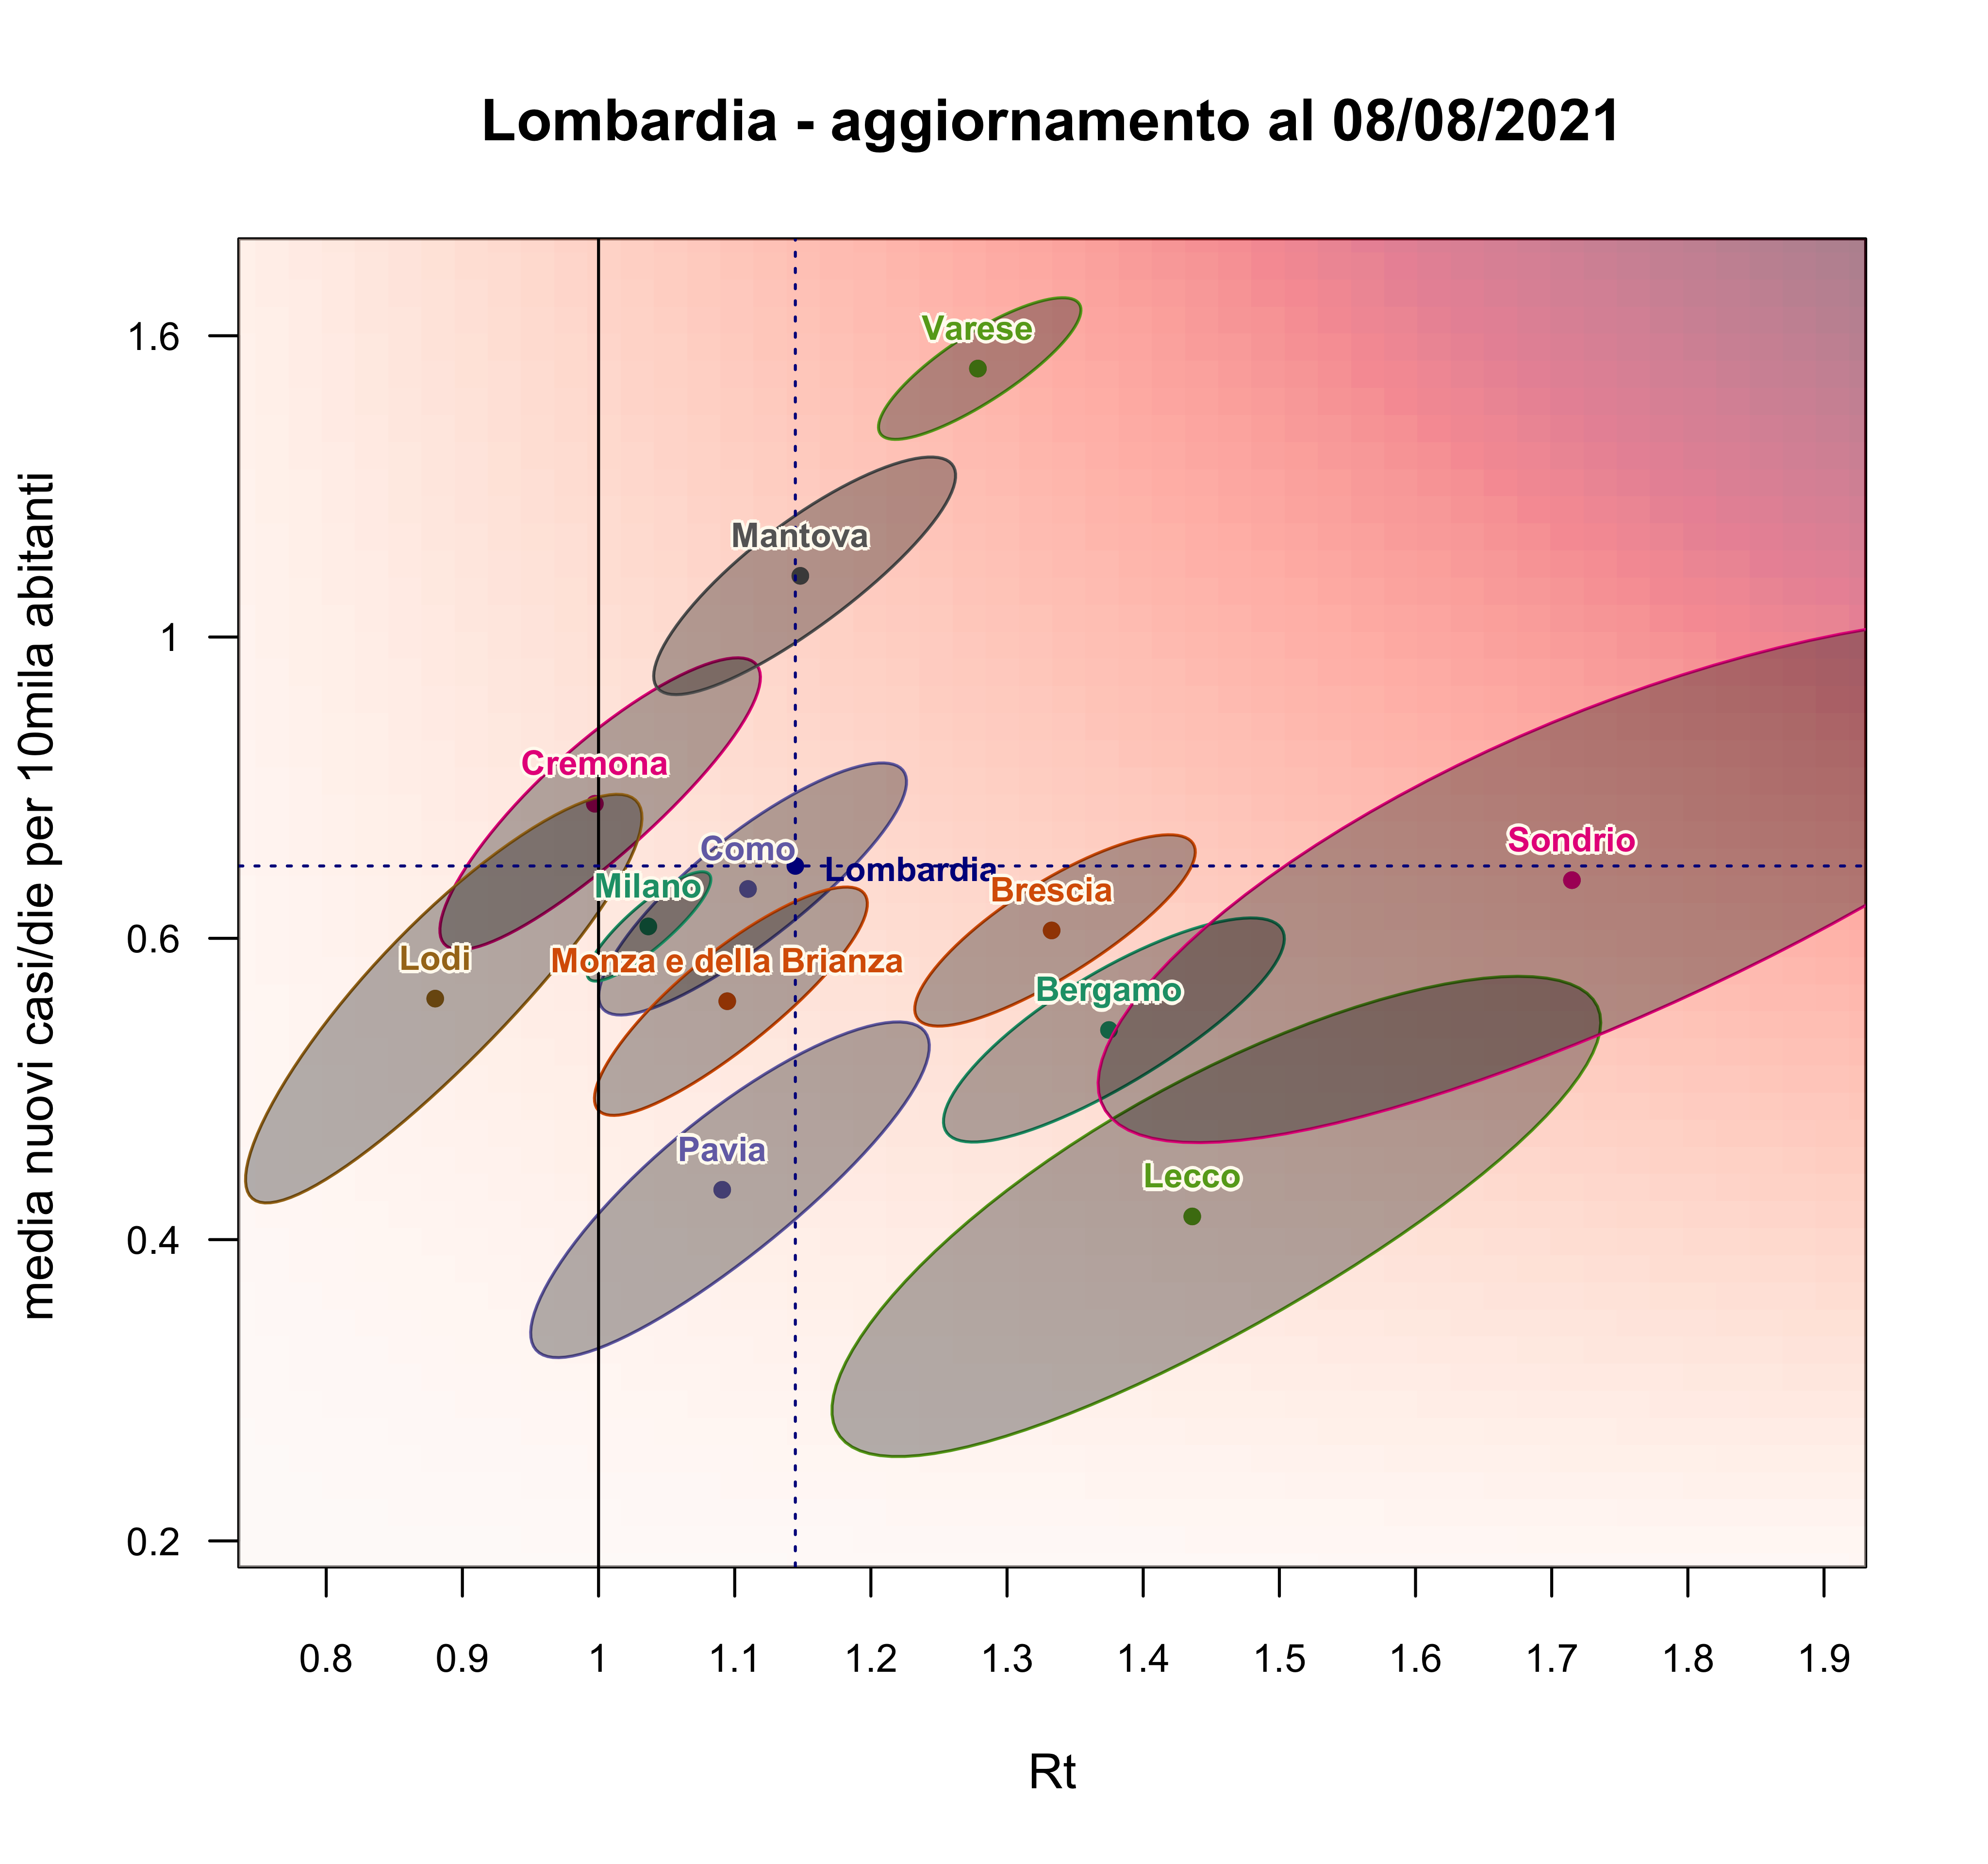 Lombardia - aggiornamento al 08/08/2021
media nuovi casi/die per 10mila abitanti
1.6
1
0.6
0.4
0.2
Varese
Mantova
Cremona
Como
Lombardia
Sondrio
Milano
Brescia
Lodi
Monza e della Brianza
Bergamo
Pavia
Lecco
0.8 0.9 1 1.1 1.2 1.3 1.4 1.5 1.6 1.7 1.8 1.9
Rt